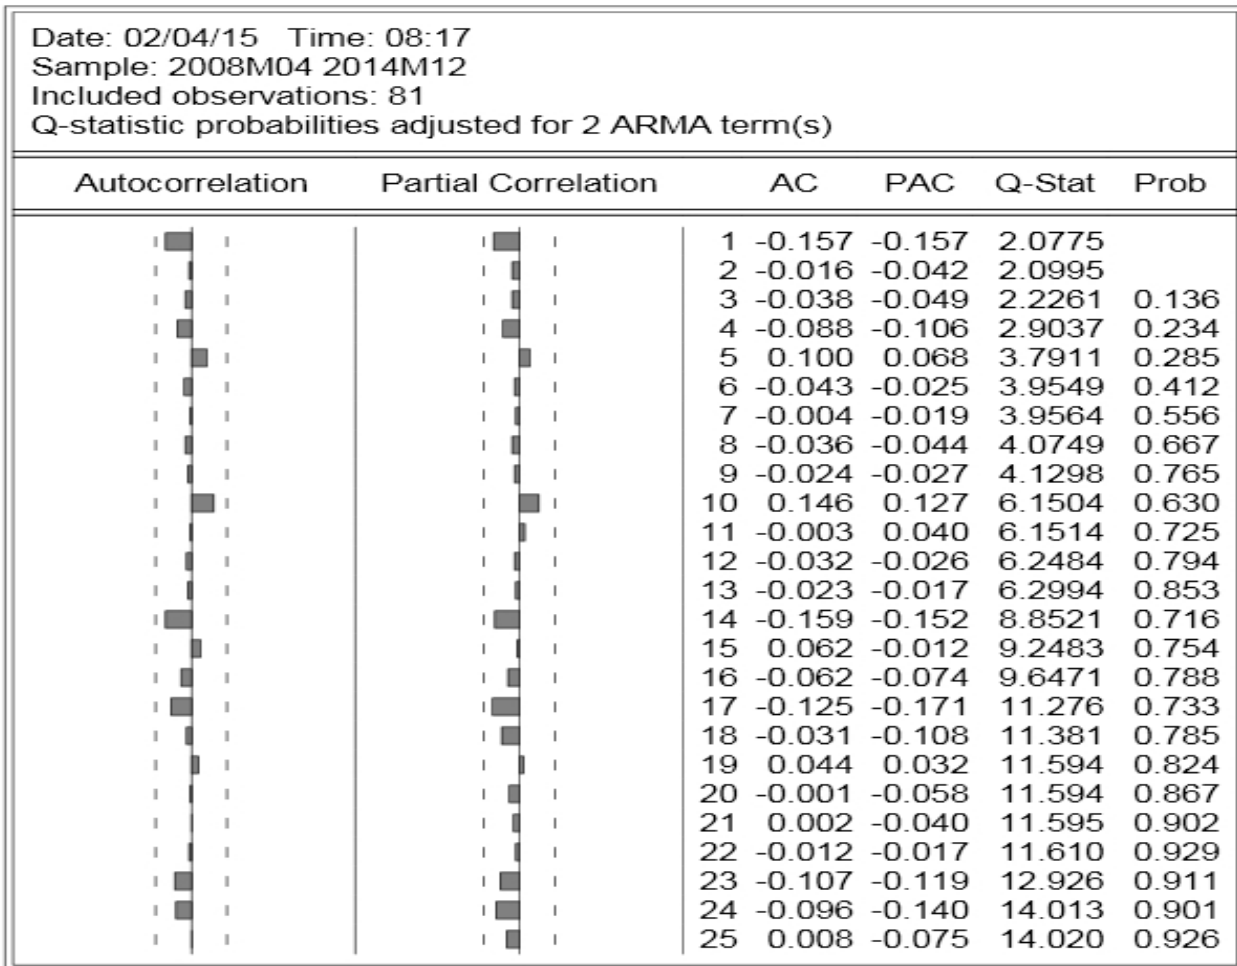 Date: 02/04/15 Time: 08:17
Sample: 2008M04 2014M12
Included observations: 81
Q-statistic probabilities adjusted for 2 ARMA term(s)
Autocorrelation Partial Correlation AC PAC Q-Stat Prob
1 -0.157 -0.157 2.0775
2 -0.016 -0.042 2.0995
3 -0.038 -0.049 2.2261 0.136
4 -0.088 -0.106 2.9037 0.234
5 0.100 0.068 3.7911 0.285
6 -0.043 -0.025 3.9549 0.412
7 -0.004 -0.019 3.9564 0.556
8 -0.036 -0.044 4.0749 0.667
9 -0.024 -0.027 4.1298 0.765
10 0.146 0.127 6.1504 0.630
11 -0.003 0.040 6.1514 0.725
12 -0.032 -0.026 6.2484 0.794
13 -0.023 -0.017 6.2994 0.853
14 -0.159 -0.152 8.8521 0.716
15 0.062 -0.012 9.2483 0.754
16 -0.062 -0.074 9.6471 0.788
17 -0.125 -0.171 11.276 0.733
18 -0.031 -0.108 11.381 0.785
19 0.044 0.032 11.594 0.824
20 -0.001 -0.058 11.594 0.867
21 0.002 -0.040 11.595 0.902
22 -0.012 -0.017 11.610 0.929
23 -0.107 -0.119 12.926 0.911
24 -0.096 -0.140 14.013 0.901
25 0.008 -0.075 14.020 0.926